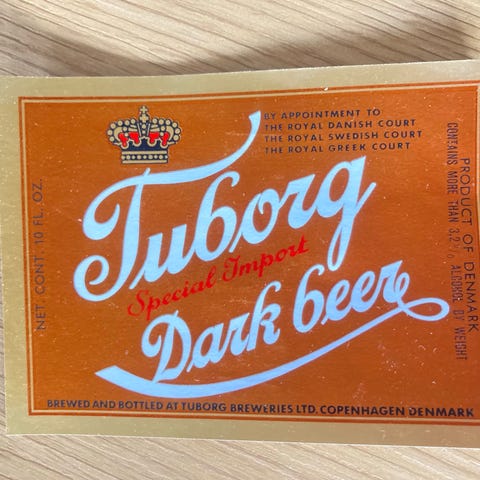 BY APPOINTMENT TO
THE ROYAL DANISH COURT
THE ROYAL SWEDISH COURT
THE ROYAL GREEK COURT
Tuborg
Special Import
Dark beer
NET. CONT. 10 FL. OZ.
PRODUCT OF DENMARK
CONTAINS MORE THAN 3,2% ALCOHOL BY WEIGHT
BREWED AND BOTTLED AT TUBORG BREWERIES LTD. COPENHAGEN DENMARK